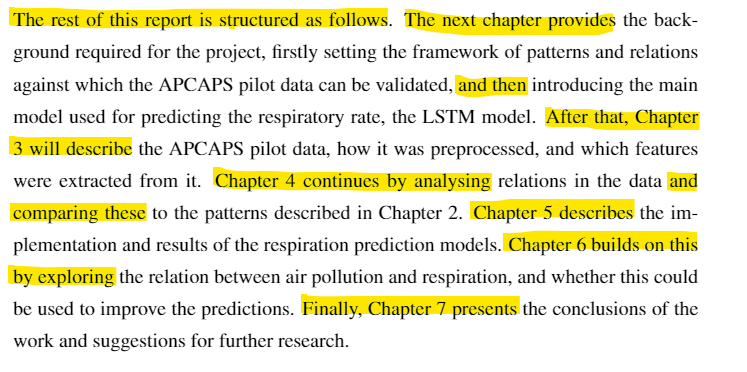 The rest of this report is structured as follows. The next chapter provides the back-
ground required for the project, firstly setting the framework of patterns and relations
against which the APCAPS pilot data can be validated, and then introducing the main
model used for predicting the respiratory rate, the LSTM model. After that, Chapter
3 will describe the APCAPS pilot data, how it was preprocessed, and which features
were extracted from it. Chapter 4 continues by analysing relations in the data and
comparing these to the patterns described in Chapter 2. Chapter 5 describes the im-
plementation and results of the respiration prediction models. Chapter 6 builds on this
by exploring the relation between air pollution and respiration, and whether this could
be used to improve the predictions. Finally, Chapter 7 presents the conclusions of the
work and suggestions for further research.